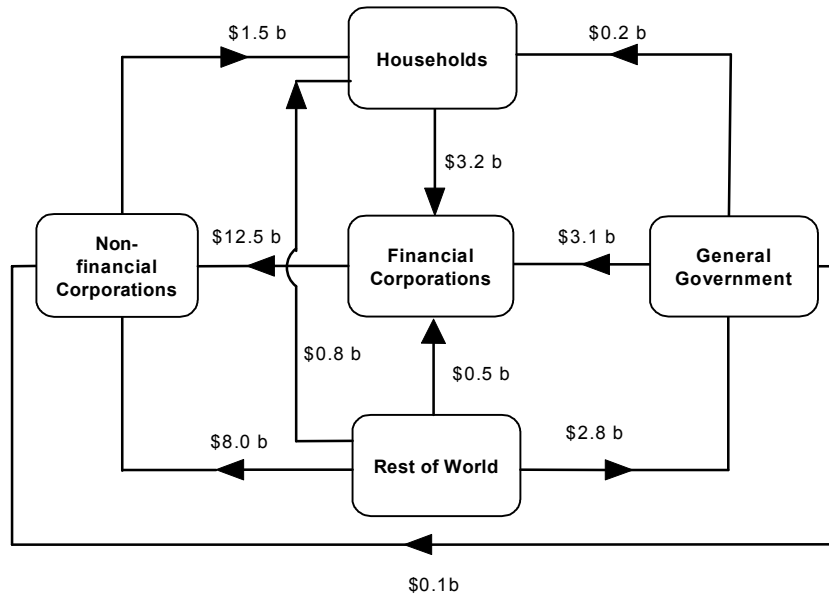 $1.5 b
$0.2 b
Households
$3.2 b
$12.5 b
$3.1 b
Non-
financial
Corporations
Financial
Corporations
General
Government
$0.8 b
$0.5 b
$8.0 b
$2.8 b
Rest of World
$0.1b